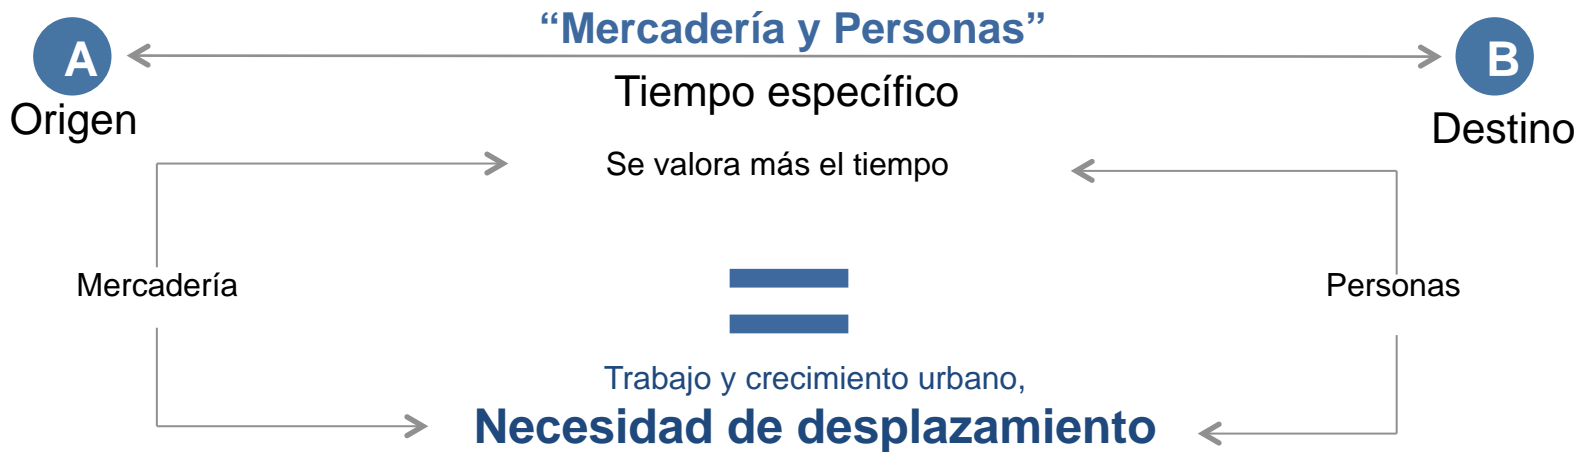 “Mercadería y Personas”
A
B
Tiempo específico
Origen
Destino
Se valora más el tiempo
Mercadería
Personas
Trabajo y crecimiento urbano,
Necesidad de desplazamiento